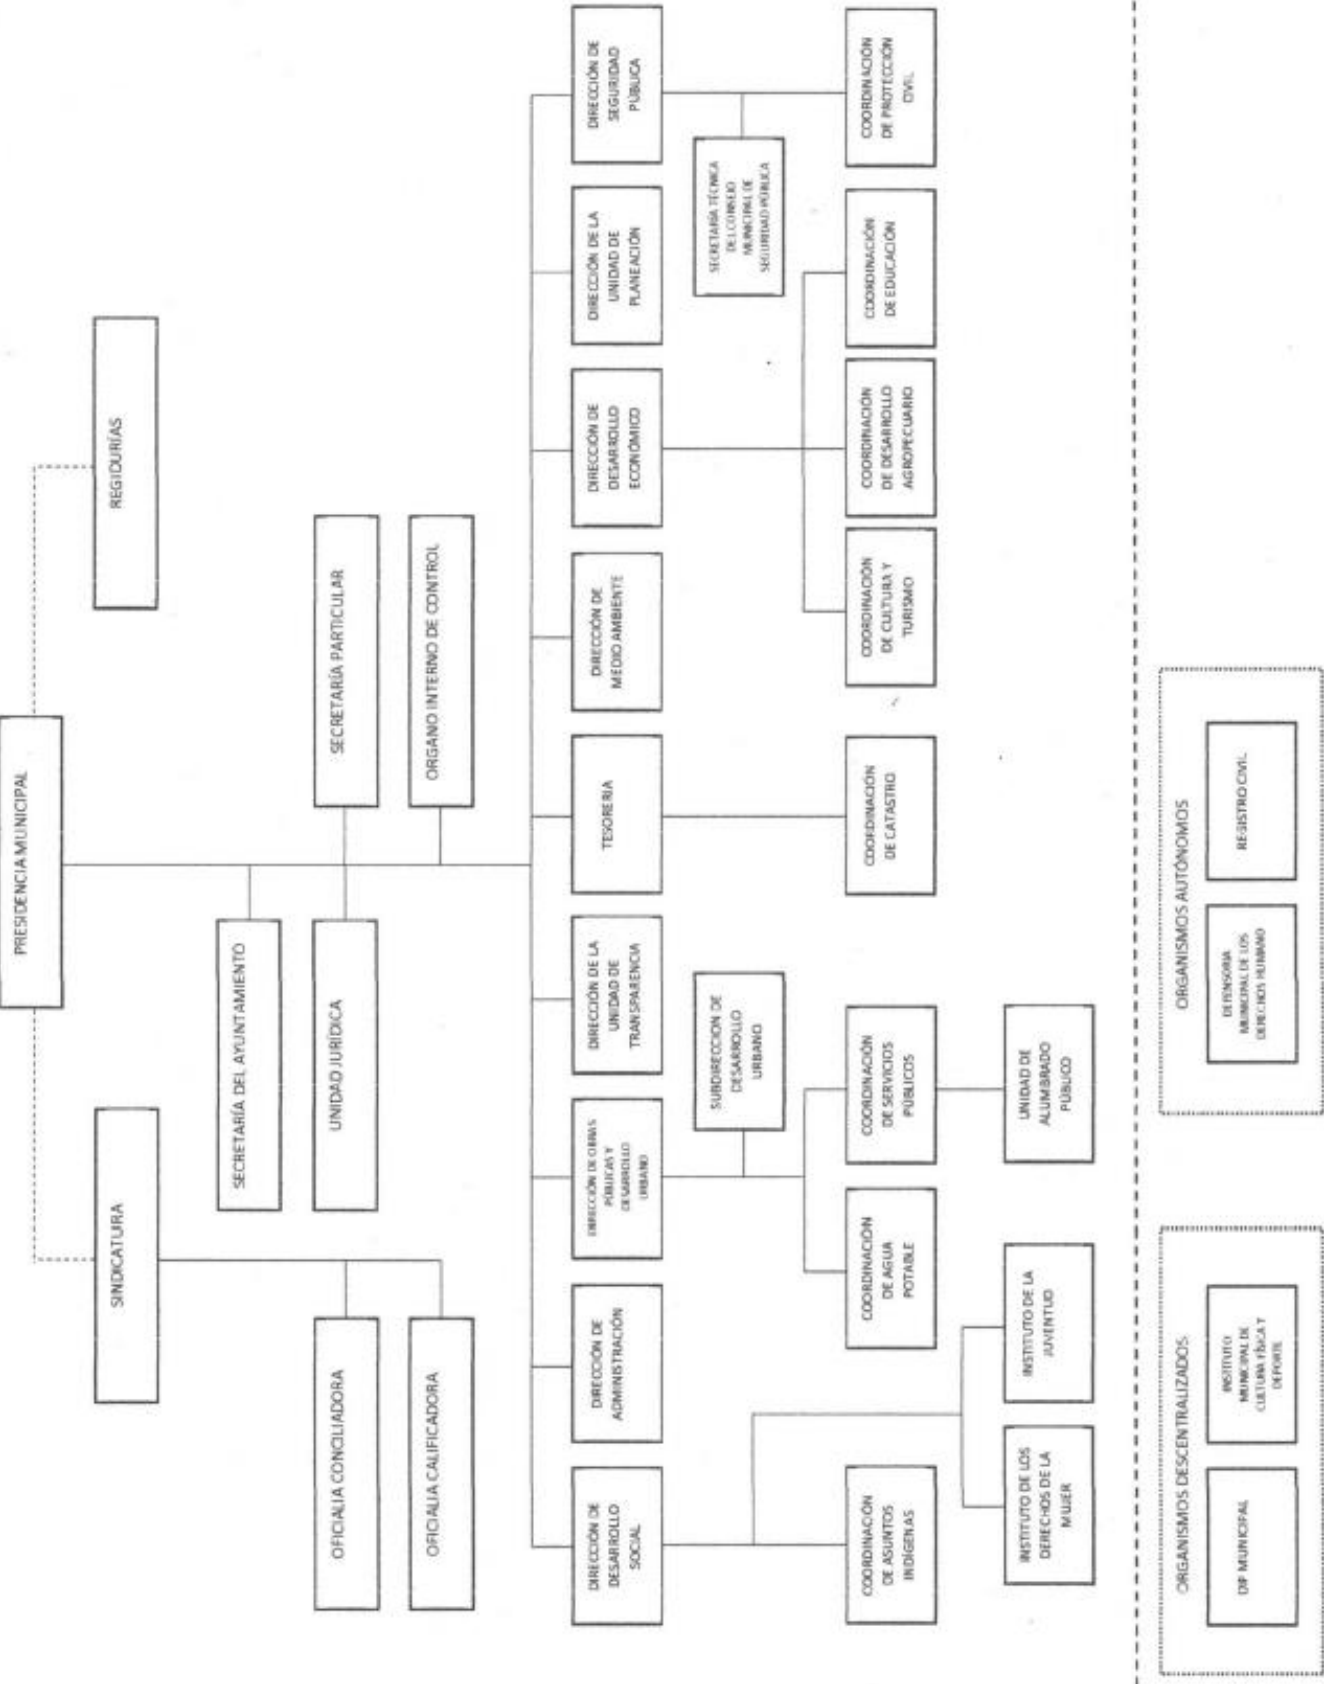 PRESIDENCIA MUNICIPAL
SINDICATURA
REGIDURÍAS
SECRETARÍA DEL AYUNTAMIENTO
OFICIALIA CONCILIADORA
UNIDAD JURÍDICA
SECRETARÍA PARTICULAR
OFICIALIA CALIFICADORA
ORGANO INTERNO DE CONTROL
DIRECCIÓN DE
DESARROLLO
SOCIAL
DIRECCIÓN DE
ADMINISTRACIÓN
DIRECCIÓN DE OBRAS
PÚBLICAS Y
DESARROLLO
URBANO
DIRECCIÓN DE LA
UNIDAD DE
TRANSPARENCIA
TESORERIA
DIRECCIÓN DE
MEDIO AMBIENTE
DIRECCIÓN DE
DESARROLLO
ECONÓMICO
DIRECCIÓN DE LA
UNIDAD DE
PLANEACIÓN
DIRECCIÓN DE
SEGURIDAD
PÚBLICA
SUBDIRECCION DE
DESARROLLO
URBANO
SECRETARÍA TÉCNICA
DEL CONSEJO
MUNICIPAL DE
SEGURIDAD PÚBLICA
COORDINACIÓN
DE ASUNTOS
INDÍGENAS
COORDINACIÓN
DE AGUA
POTABLE
COORDINACIÓN
DE SERVICIOS
PÚBLICOS
COORDINACIÓN
DE CATASTRO
COORDINACIÓN
DE CULTURA Y
TURISMO
COORDINACIÓN
DE DESARROLLO
AGROPECUARIO
COORDINACIÓN
DE EDUCACIÓN
COORDINACIÓN
DE PROTECCIÓN
CIVIL
INSTITUTO DE LOS
DERECHOS DE LA
MUJER
INSTITUTO DE LA
JUVENTUD
UNIDAD DE
ALUMBRADO
PÚBLICO
ORGANISMOS DESCENTRALIZADOS
DIF MUNICIPAL
INSTITUTO
MUNICIPAL DE
CULTURA FÍSICA Y
DEPORTE
ORGANISMOS AUTÓNOMOS
DEFENSORIA
MUNICIPAL DE LOS
DERECHOS HUMANO
REGISTRO CIVIL